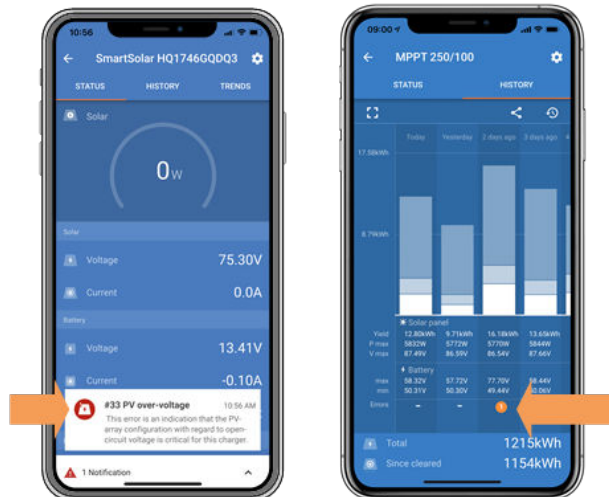 10:56
SmartSolar HQ1746GQDQ3
STATUS HISTORY TRENDS
Solar
0W
Solar
Voltage 75.30V
Current 0.0A
Battery
Voltage 13.41V
Current -0.10A
#33 PV over-voltage 10:56 AM
This error is an indication that the PV-
array configuration with regard to open-
circuit voltage is critical for this charger.
1 Notification
09:00
MPPT 250/100
STATUS HISTORY
Today Yesterday 2 days ago 3 days ago 4
17.58kWh
8.79kWh
Solar panel
Yield 12.80kWh 9.71kWh 16.18kWh 13.65kWh
P max 5832W 5772W 5770W 5844W
V max 87.49V 86.59V 86.54V 87.66V
Battery
max 58.32V 57.72V 77.70V 58.44V
min 50.31V 50.30V 49.44V
Errors - - 1
Total 1215kWh
Since cleared 1154kWh